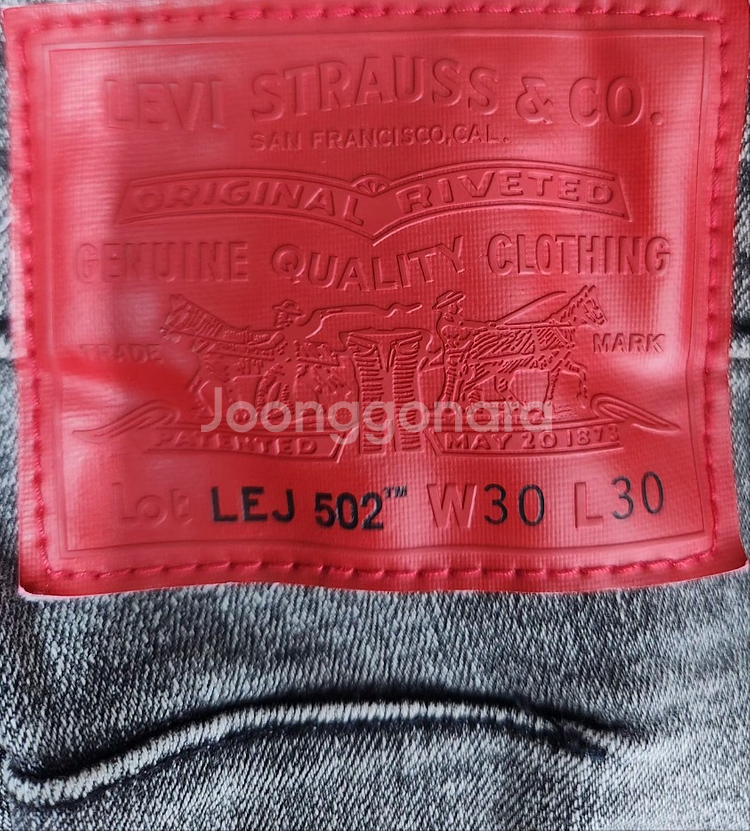 LEVI STRAUSS & CO.
SAN FRANCISCO, CAL.
ORIGINAL RIVETED
GENUINE QUALITY CLOTHING
TRADE MARK
Joonggonara
PATENTED MAY 20 1873
Lot LEJ 502™ W30 L30